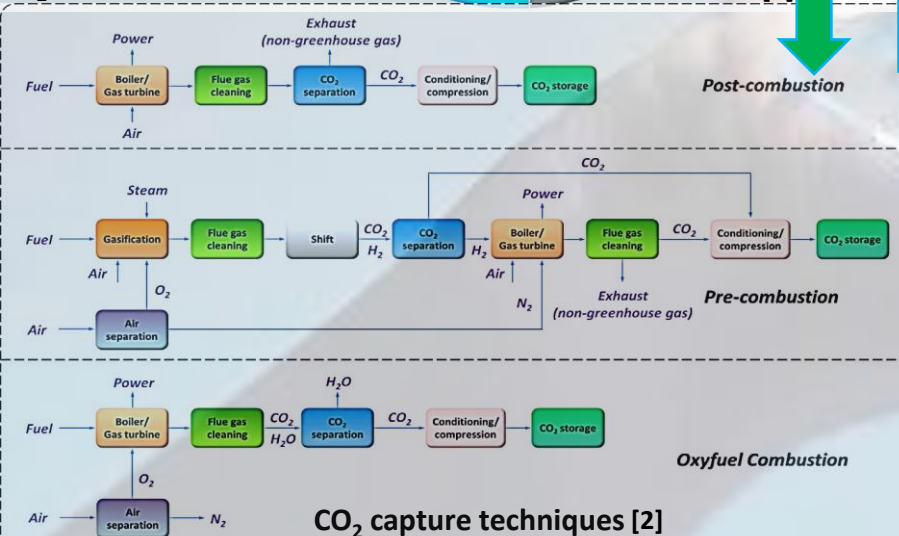 Exhaust
(non-greenhouse gas)
Power
Fuel
Boiler/
Gas turbine
Flue gas
cleaning
CO₂
separation
CO₂
Conditioning/
compression
CO₂ storage
Post-combustion
Air
CO₂
Steam
Power
Fuel
Gasification
Flue gas
cleaning
Shift
CO₂
H₂
CO₂
separation
H₂
Boiler/
Gas turbine
Flue gas
cleaning
CO₂
Conditioning/
compression
CO₂ storage
Air
O₂
Air
N₂
Exhaust
(non-greenhouse gas)
Pre-combustion
Air
Air
separation
Power
H₂O
Fuel
Boiler/
Gas turbine
Flue gas
cleaning
CO₂
H₂O
CO₂
separation
CO₂
Conditioning/
compression
CO₂ storage
Oxyfuel Combustion
O₂
Air
Air
separation
N₂
CO₂ capture techniques [2]